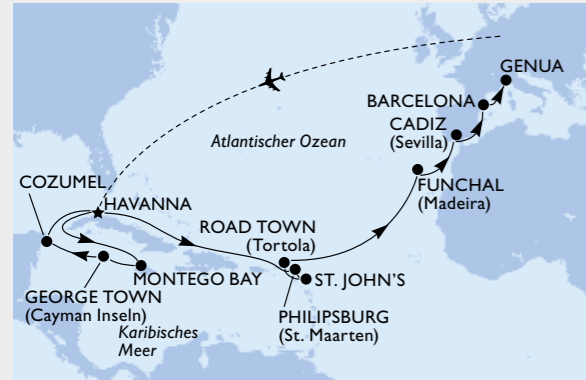 GENUA
BARCELONA
CADIZ
(Sevilla)
Atlantischer Ozean
COZUMEL
HAVANNA
FUNCHAL
(Madeira)
ROAD TOWN
(Tortola)
MONTEGO BAY
ST. JOHN'S
GEORGE TOWN
(Cayman Inseln)
PHILIPSBURG
(St. Maarten)
Karibisches
Meer